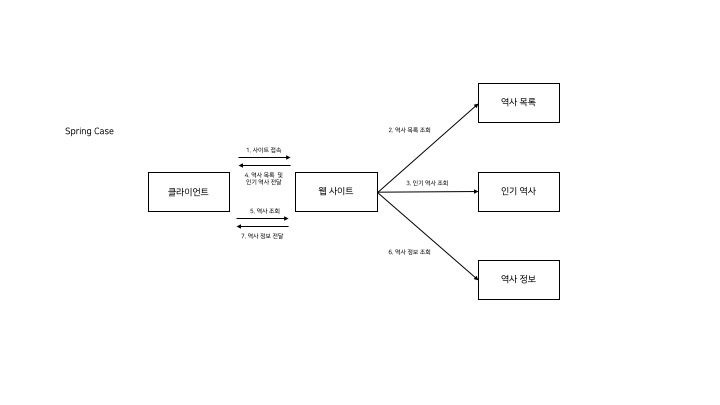 Spring Case
1. 사이트 접속
4. 역사 목록 및
인기 역사 전달
클라이언트
웹 사이트
5. 역사 조회
7. 역사 정보 전달
2. 역사 목록 조회
3. 인기 역사 조회
6. 역사 정보 조회
역사 목록
인기 역사
역사 정보